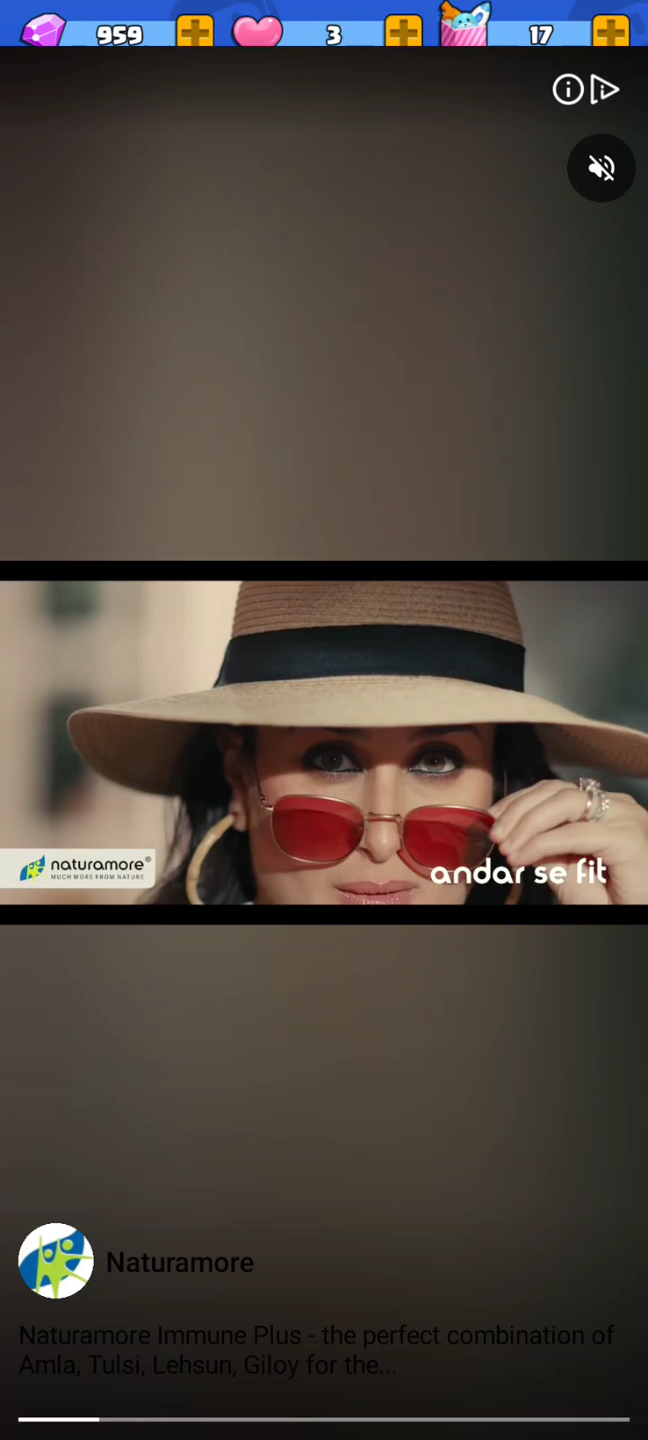 959 3 17
naturamore®
MUCH MORE FROM NATURE
andar se fit
Naturamore
Naturamore Immune Plus - the perfect combination of
Amla, Tulsi, Lehsun, Giloy for the...